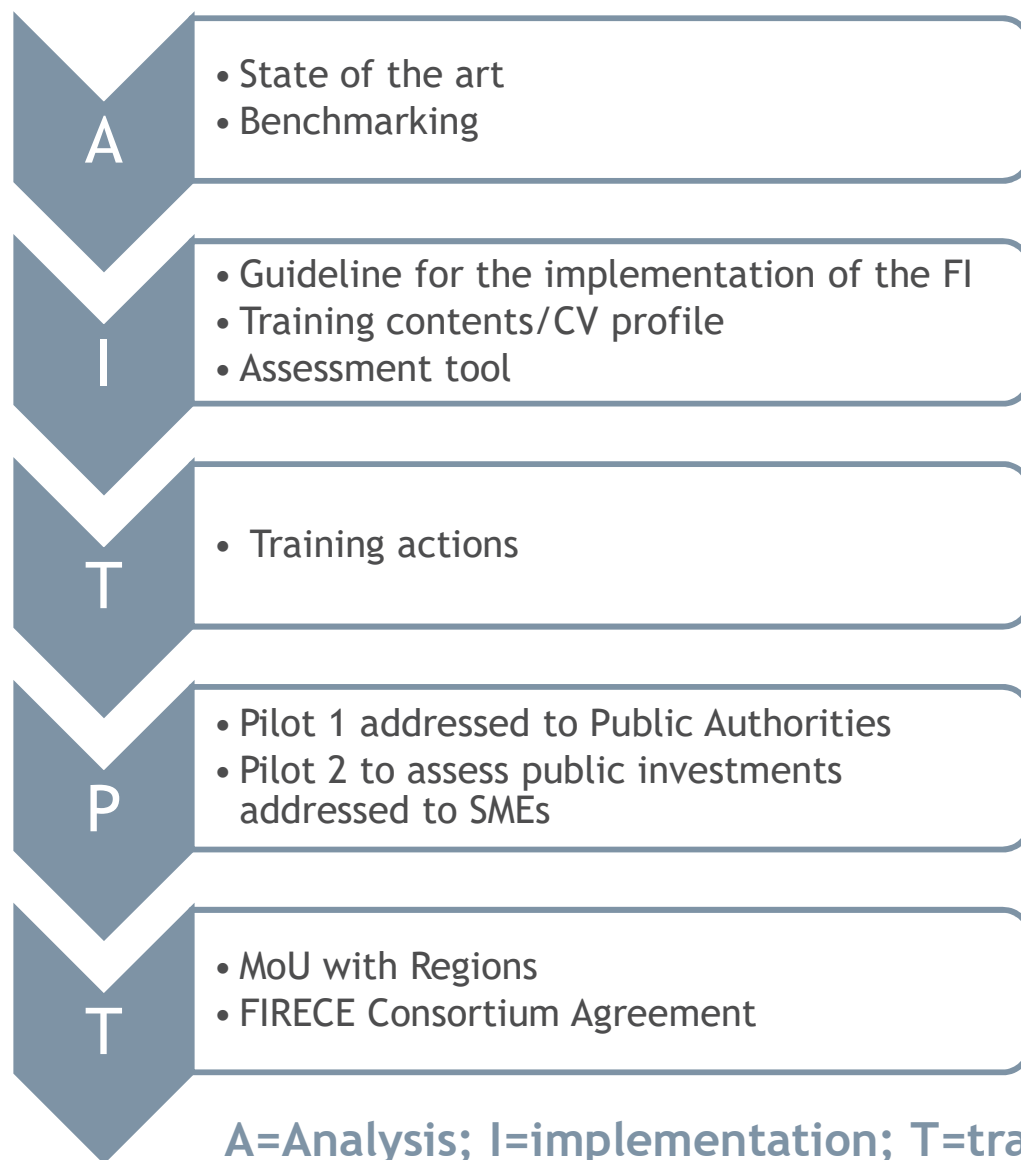 A
• State of the art
• Benchmarking
I
• Guideline for the implementation of the FI
• Training contents/CV profile
• Assessment tool
T
• Training actions
P
• Pilot 1 addressed to Public Authorities
• Pilot 2 to assess public investments
addressed to SMEs
T
• MoU with Regions
• FIRECE Consortium Agreement
A=Analysis; I=implementation;